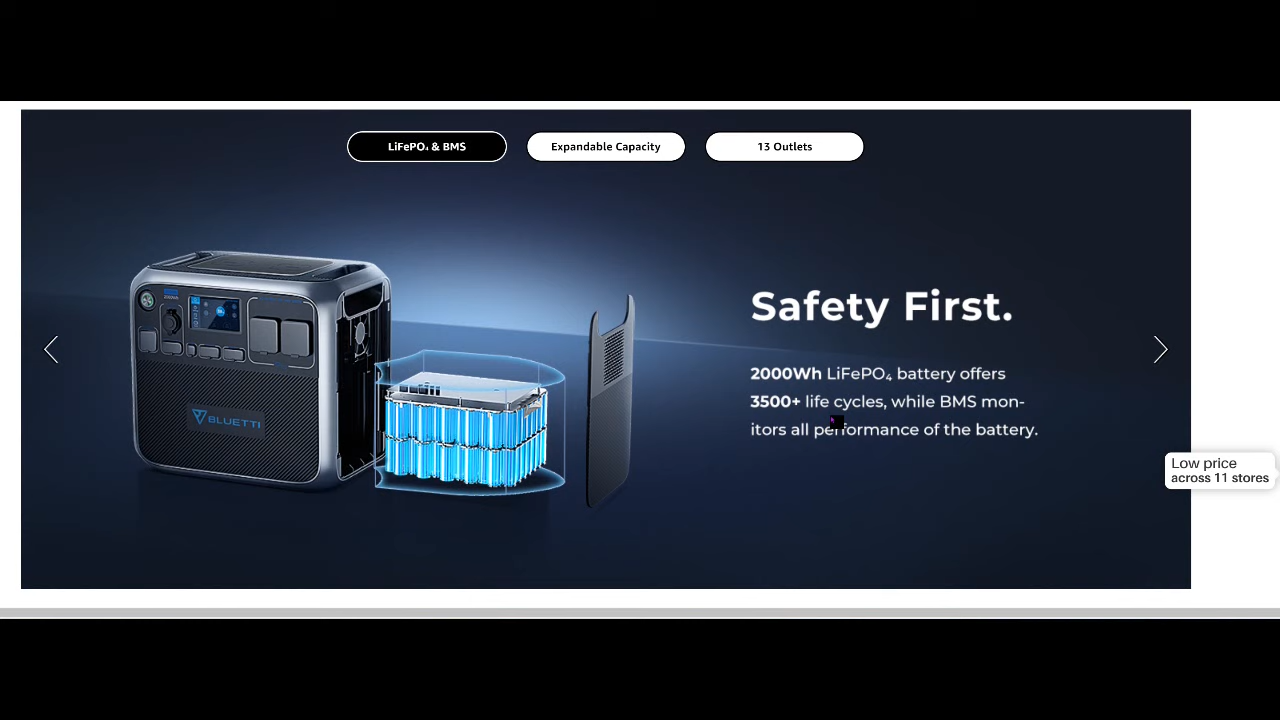 LiFePO₄ & BMS
Expandable Capacity
13 Outlets
Safety First.
2000Wh LiFePO₄ battery offers
3500+ life cycles, while BMS mon-
itors all performance of the battery.
BLUETTI
Low price
across 11 stores